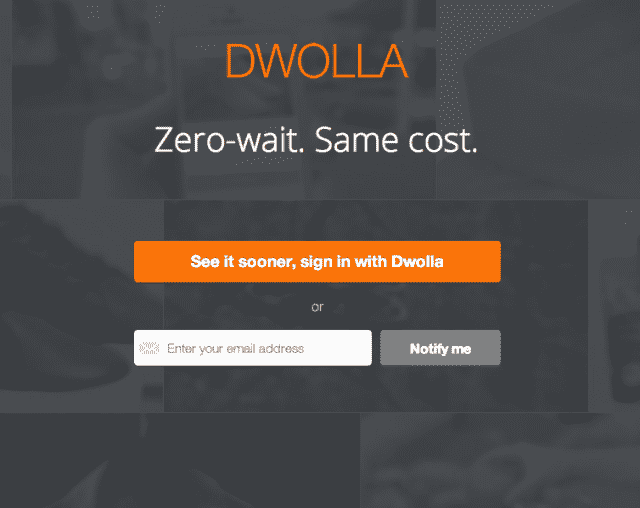 DWOLLA
Zero-wait. Same cost.
See it sooner, sign in with Dwolla
or
Enter your email address
Notify me